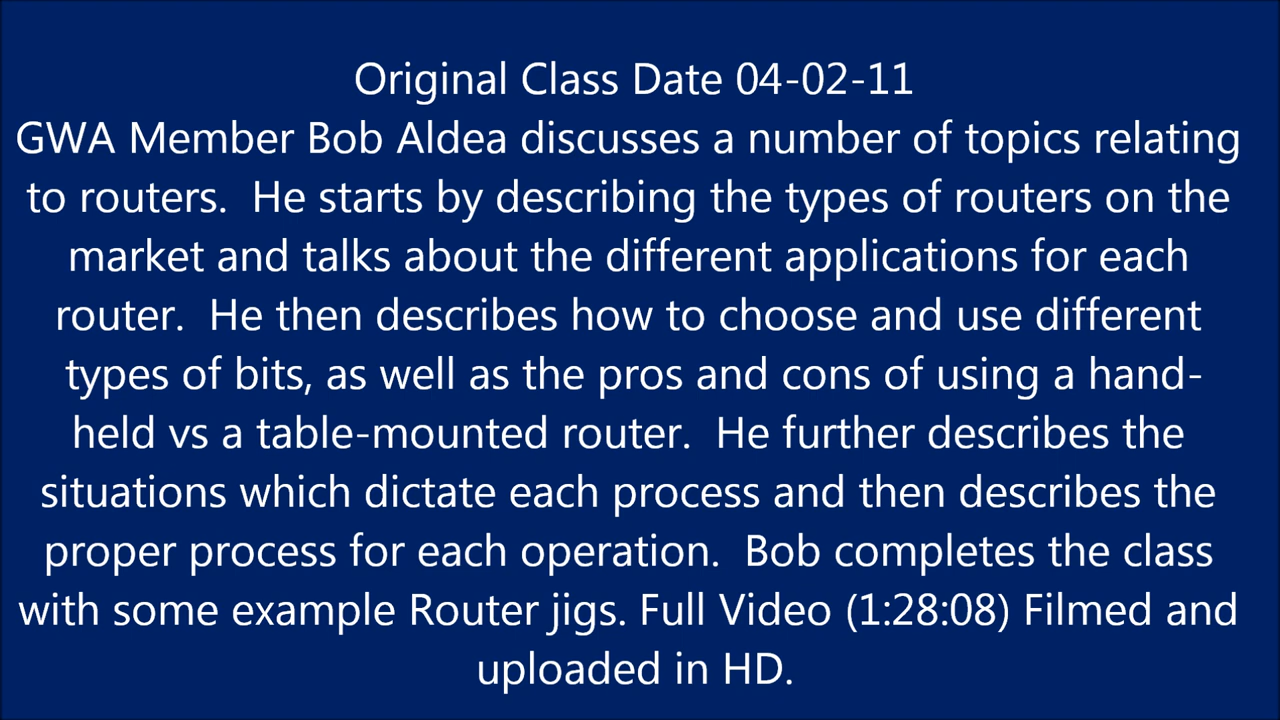 Original Class Date 04-02-11
GWA Member Bob Aldea discusses a number of topics relating
to routers.  He starts by describing the types of routers on the
market and talks about the different applications for each
router.  He then describes how to choose and use different
types of bits, as well as the pros and cons of using a hand-
held vs a table-mounted router.  He further describes the
situations which dictate each process and then describes the
proper process for each operation.  Bob completes the class
with some example Router jigs. Full Video (1:28:08) Filmed and
uploaded in HD.